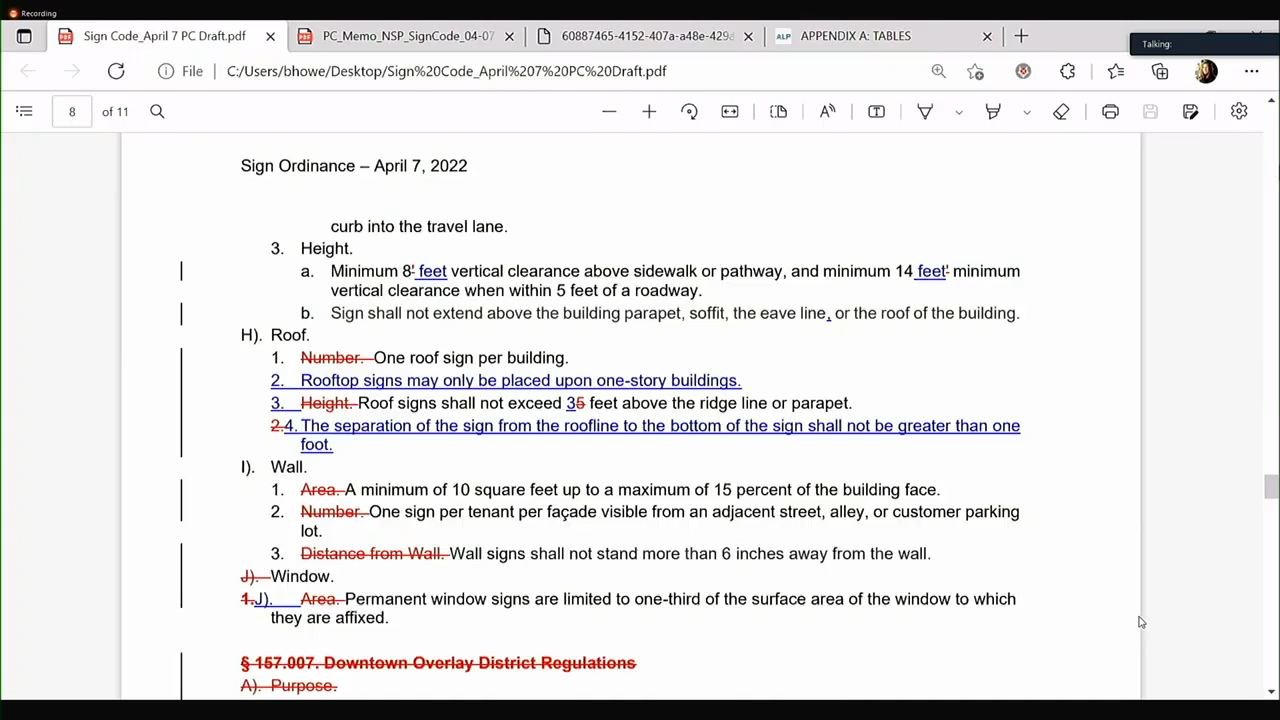 Recording
Sign Code_April 7 PC Draft.pdf
PC_Memo_NSP_SignCode_04-07
60887465-4152-407a-a48e-429a
ALP APPENDIX A: TABLES
Talking:
File C:/Users/bhowe/Desktop/Sign%20Code_April%207%20PC%20Draft.pdf
8 of 11
Sign Ordinance – April 7, 2022
curb into the travel lane.
3. Height.
a. Minimum 8' feet vertical clearance above sidewalk or pathway, and minimum 14 feet' minimum
vertical clearance when within 5 feet of a roadway.
b. Sign shall not extend above the building parapet, soffit, the eave line, or the roof of the building.
H). Roof.
1. Number. One roof sign per building.
2. Rooftop signs may only be placed upon one-story buildings.
3. Height. Roof signs shall not exceed 35 feet above the ridge line or parapet.
2.4. The separation of the sign from the roofline to the bottom of the sign shall not be greater than one
foot.
I). Wall.
1. Area. A minimum of 10 square feet up to a maximum of 15 percent of the building face.
2. Number. One sign per tenant per façade visible from an adjacent street, alley, or customer parking
lot.
3. Distance from Wall. Wall signs shall not stand more than 6 inches away from the wall.
J). Window.
1.J). Area. Permanent window signs are limited to one-third of the surface area of the window to which
they are affixed.
§ 157.007. Downtown Overlay District Regulations
A). Purpose.